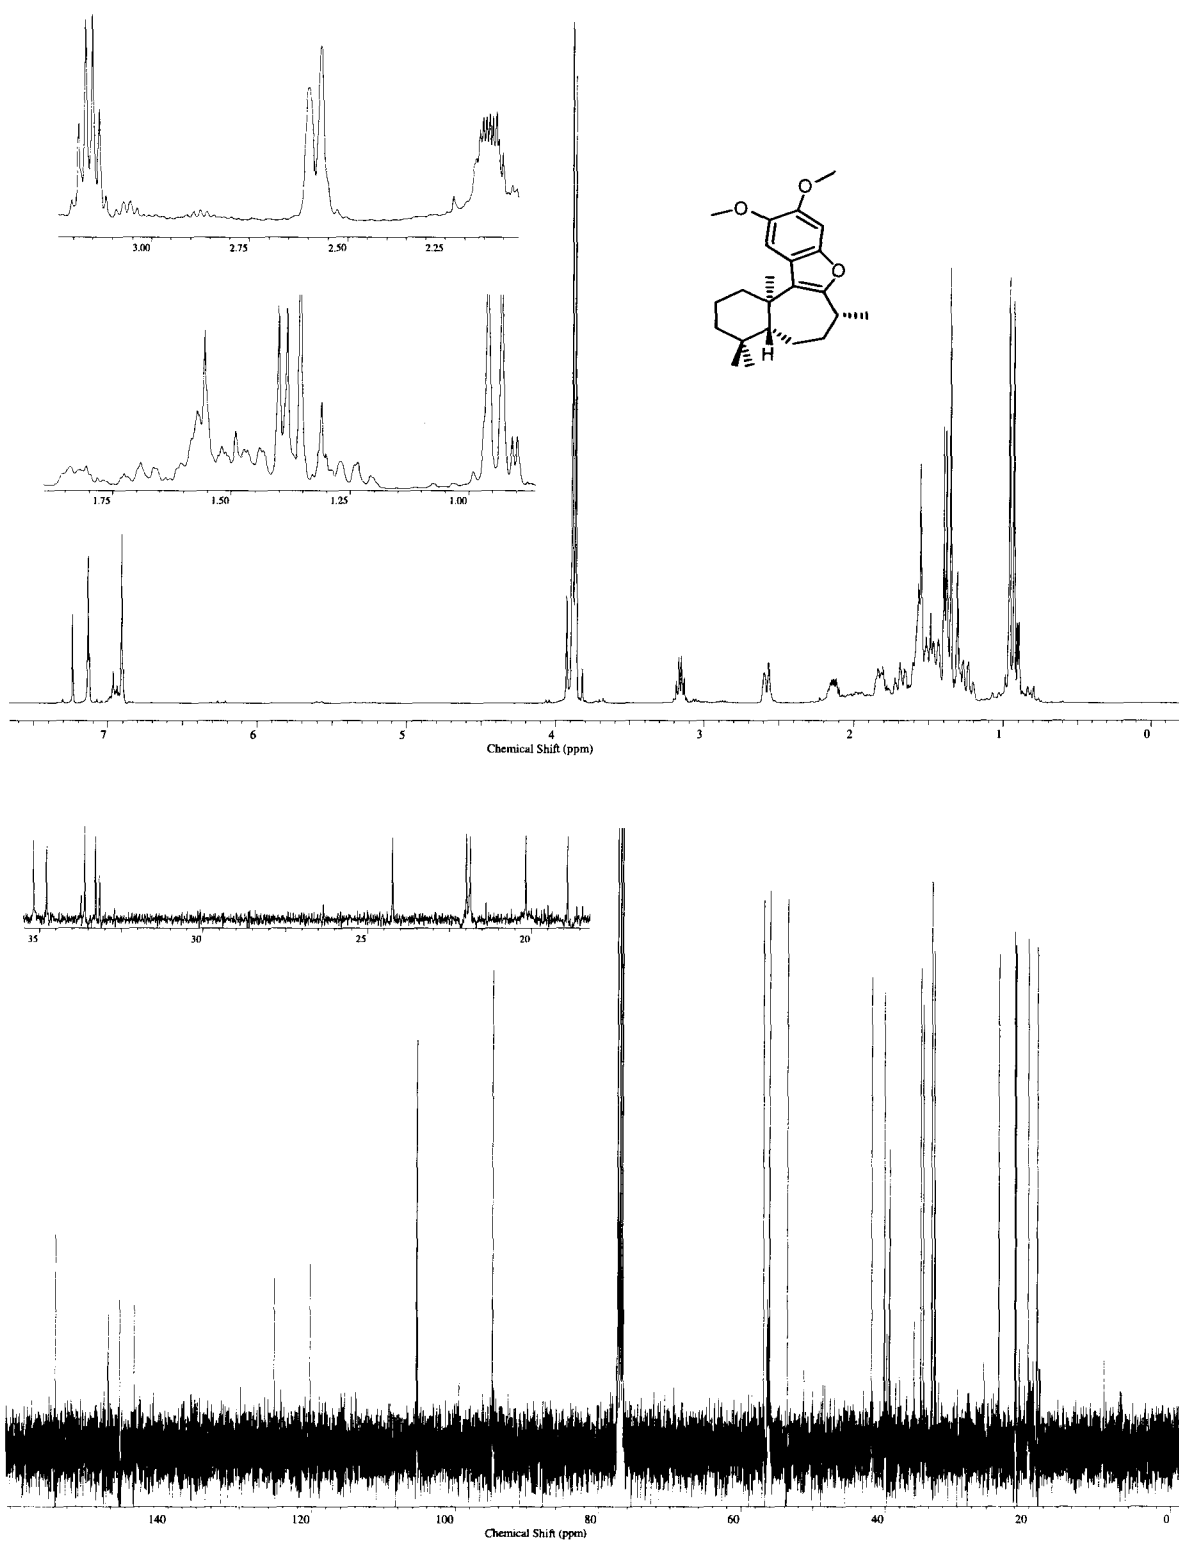 3.00 2.75 2.50 2.25
O
O
O
H
1.75 1.50 1.25 1.00
7 6 5 4 3 2 1 0
Chemical Shift (ppm)
35 30 25 20
140 120 100 80 60 40 20 0
Chemical Shift (ppm)